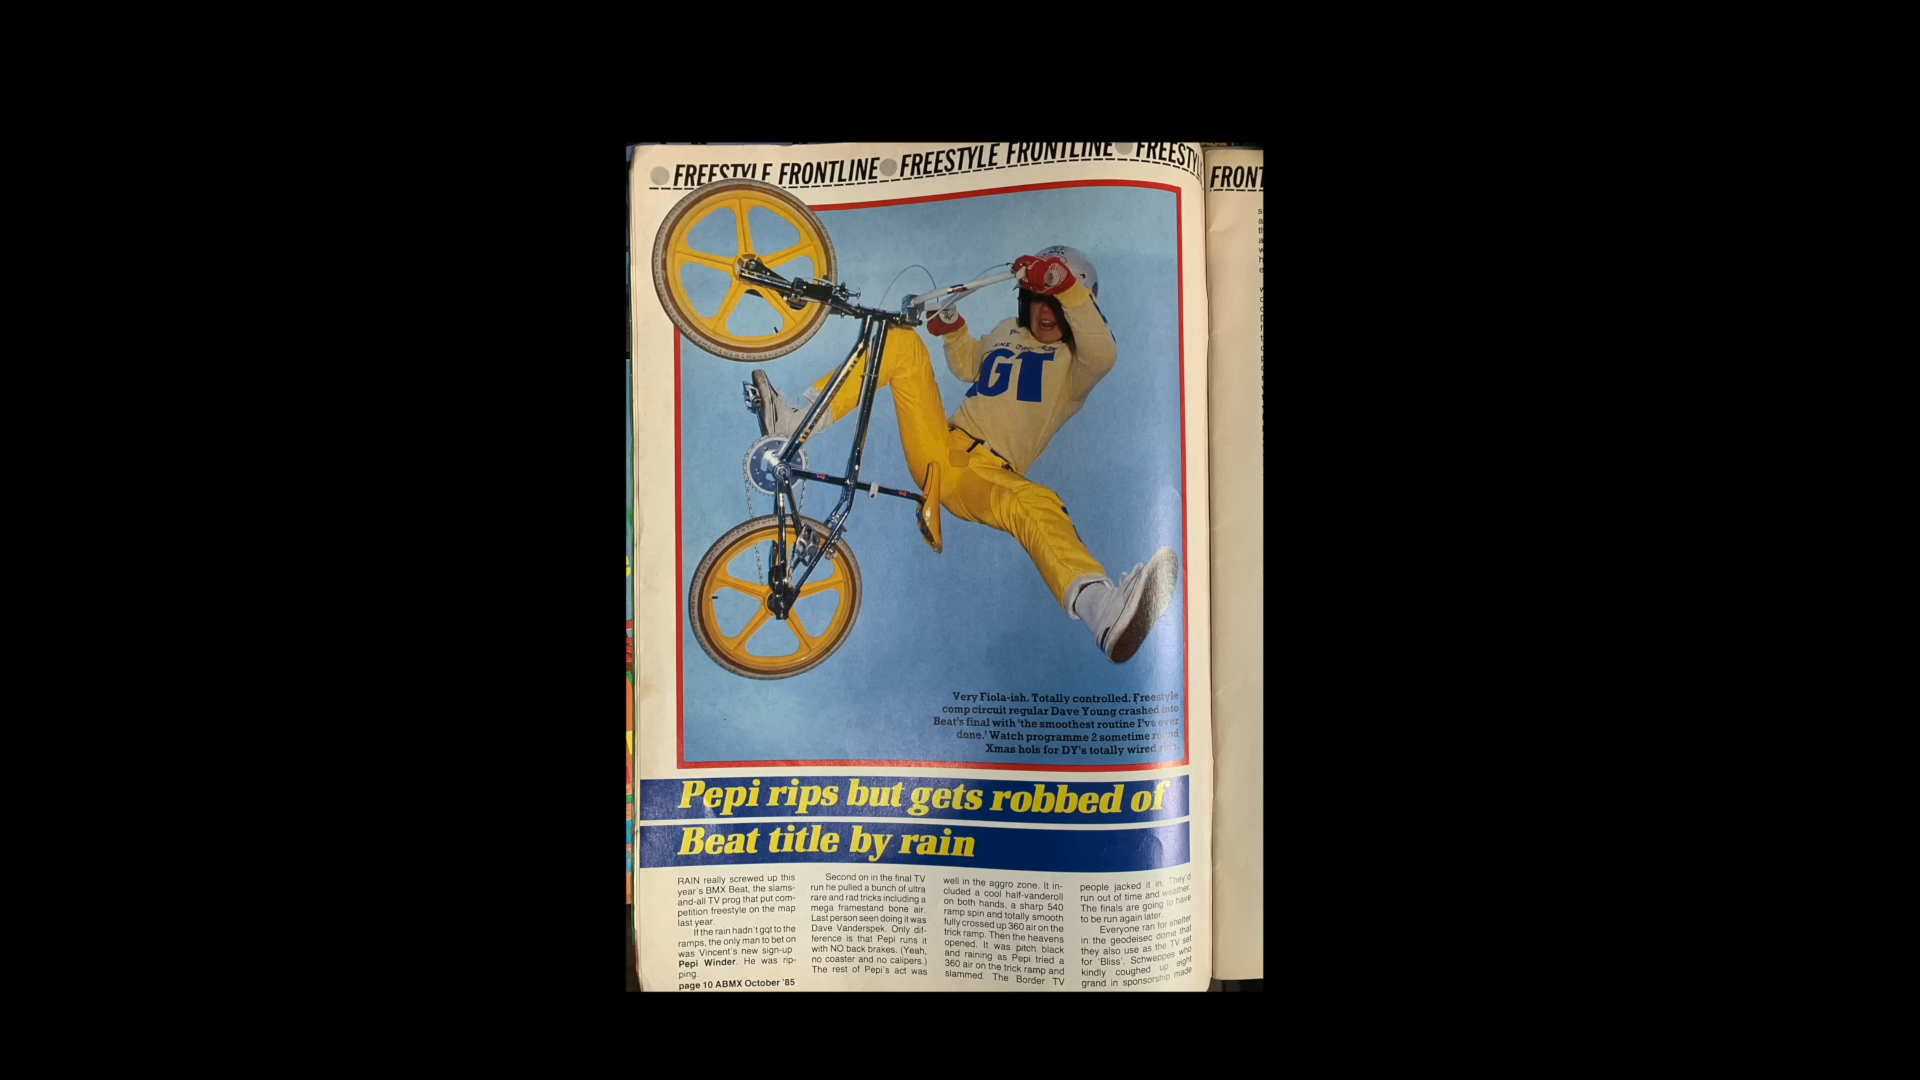 FREESTYLE FRONTLINE FREESTYLE FRONTLINE FREESTY
FRONT
GT
Very Fiola-ish. Totally controlled. Freestyle
comp circuit regular Dave Young crashed into
Beat's final with 'the smoothest routine I've ever
done.' Watch programme 2 sometime round
Xmas hols for DY's totally wired
Pepi rips but gets robbed of
Beat title by rain
RAIN really screwed up this
year's BMX Beat, the slams-
and-all TV prog that put com-
petition freestyle on the map
last year.
If the rain hadn't got to the
ramps, the only man to bet on
was Vincent's new sign-up
Pepi Winder. He was rip-
ping.
page 10 ABMX October '85
Second on in the final TV
run he pulled a bunch of ultra
rare and rad tricks including a
mega framestand bone air.
Last person seen doing it was
Dave Vanderspek. Only dif-
ference is that Pepi runs it
with NO back brakes. (Yeah,
no coaster and no calipers.)
The rest of Pepi's act was
well in the aggro zone. It in-
cluded a cool half-vanderoll
on both hands, a sharp 540
ramp spin and totally smooth
fully crossed up 360 air on the
trick ramp. Then the heavens
opened. It was pitch black
and raining as Pepi tried a
360 air on the trick ramp and
slammed. The Border TV
people jacked it in. They'd
run out of time and weather.
The finals are going to have
to be run again later.
Everyone ran for shelter
in the geodeisec dome that
they also use as the TV set
for 'Bliss'. Schweppes who
kindly coughed up eight
grand in sponsorship made